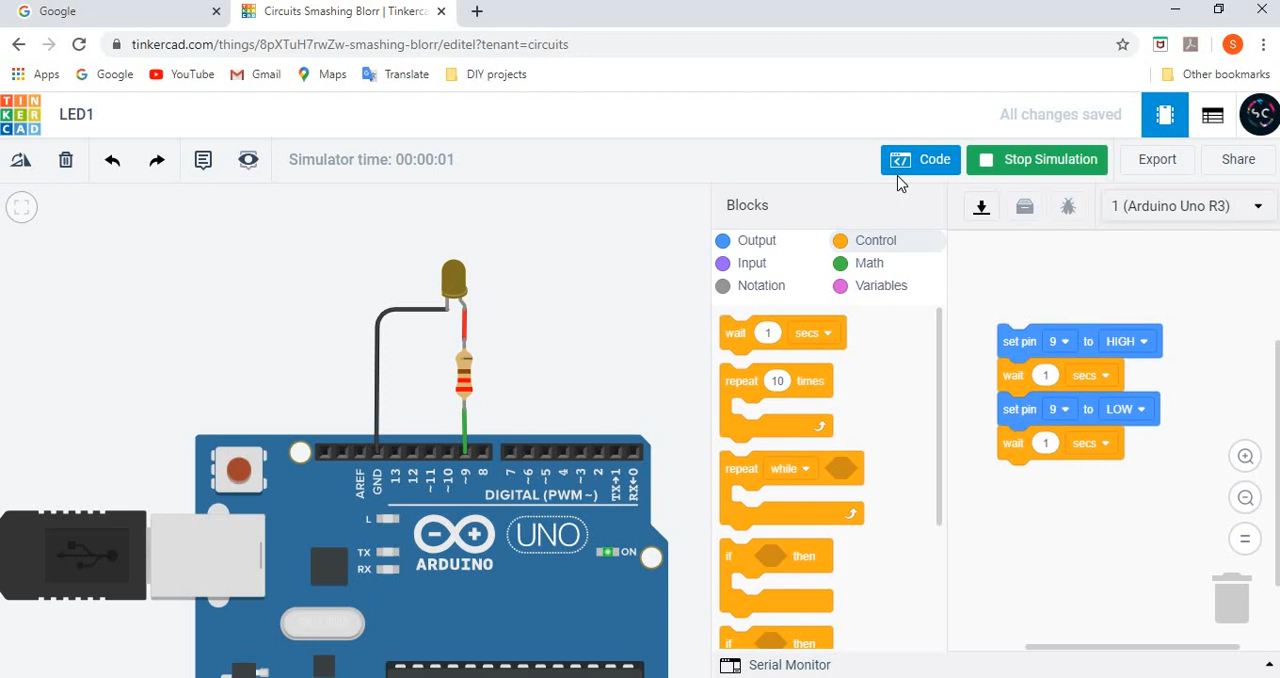 Google
Circuits Smashing Blorr | Tinkerca
tinkercad.com/things/8pXTuH7rwZw-smashing-blorr/editel?tenant=circuits
S
Apps
Google
YouTube
Gmail
Maps
Translate
DIY projects
Other bookmarks
TIN
KER
CAD
LED1
All changes saved
SC
Simulator time: 00:00:01
Code
Stop Simulation
Export
Share
Blocks
1 (Arduino Uno R3)
Output
Control
Input
Math
Notation
Variables
wait 1 secs
repeat 10 times
repeat while
if then
if then
set pin 9 to HIGH
wait 1 secs
set pin 9 to LOW
wait 1 secs
AREF
GND
13
12
~11
~10
~9
8
7
~6
~5
4
~3
2
TX→1
RX←0
DIGITAL (PWM~)
L
TX
RX
UNO
ARDUINO
ON
Serial Monitor